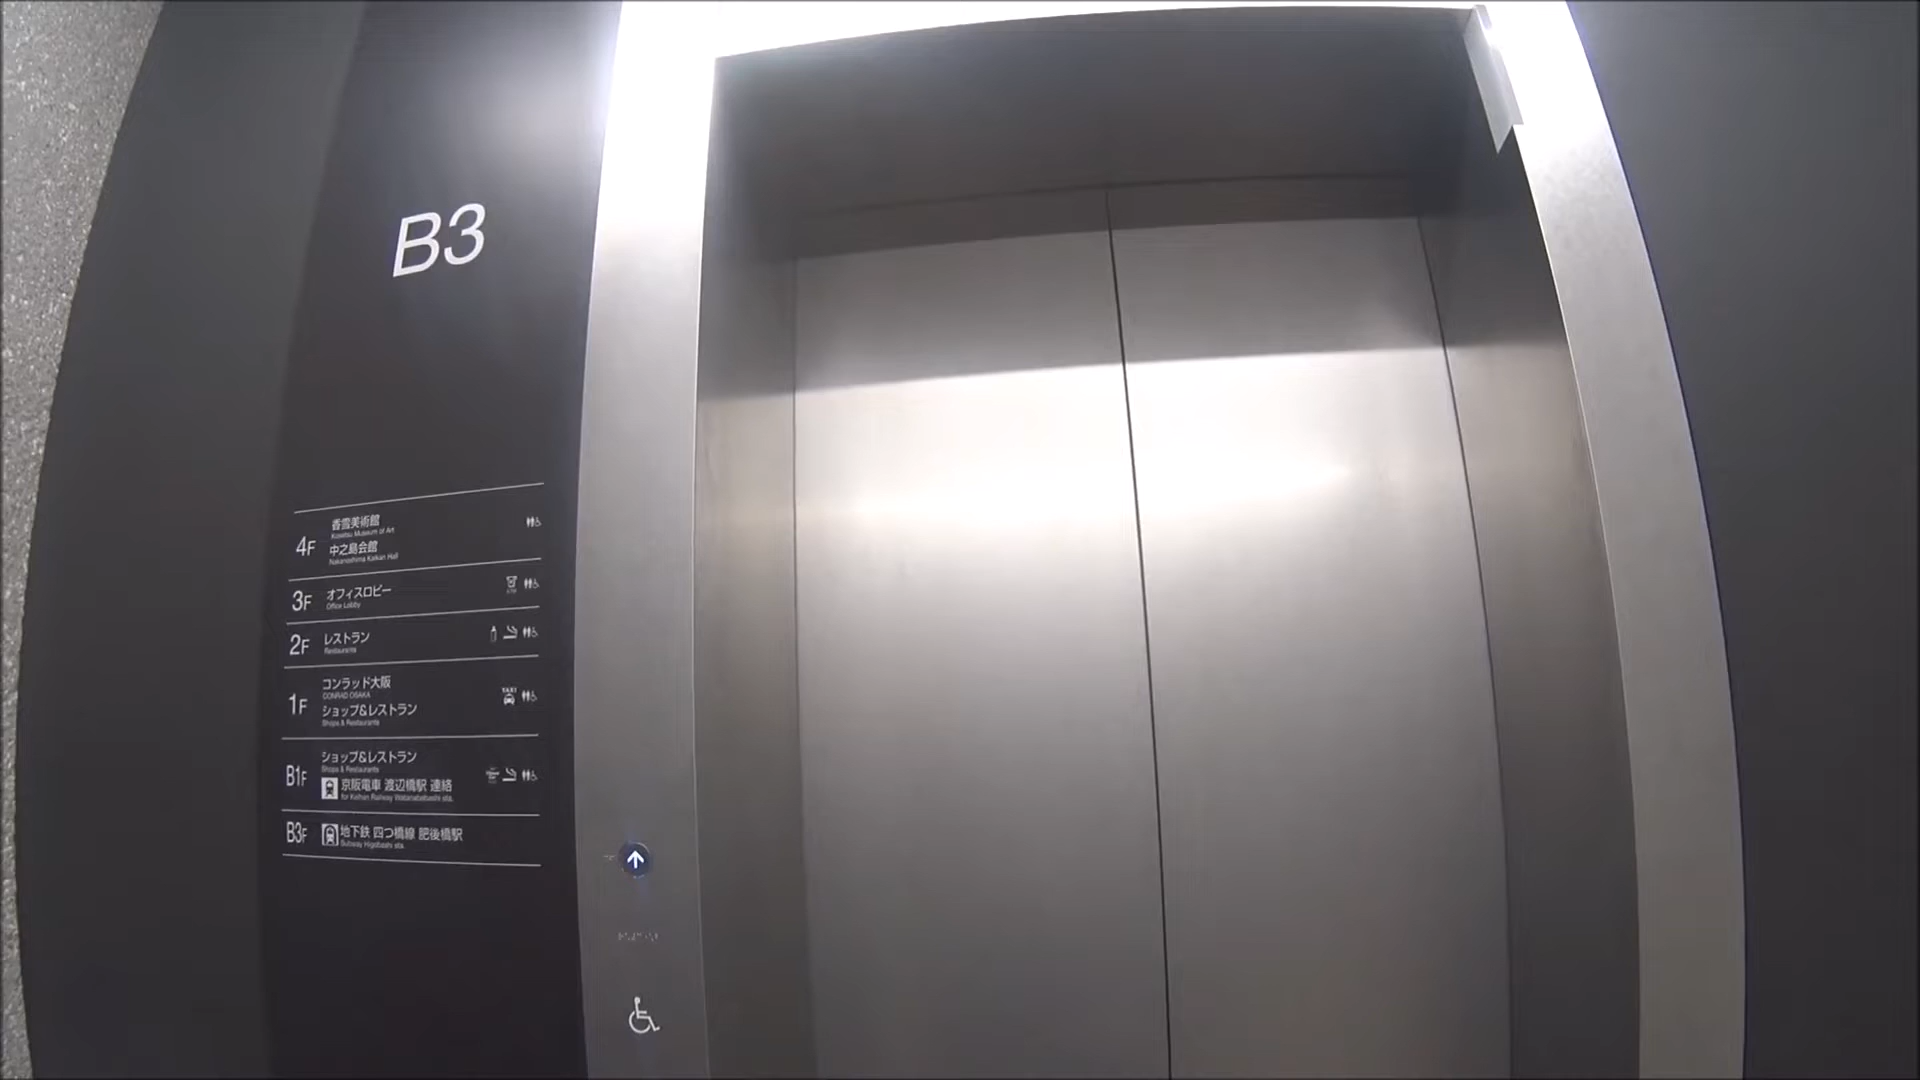 B3
4F
香雪美術館
Kosetsu Museum of Art
中之島会館
Nakanoshima Kaikan Hall
3F
オフィスロビー
Office Lobby
2F
レストラン
Restaurants
1F
コンラッド大阪
CONRAD OSAKA
ショップ&レストラン
Shops & Restaurants
TAXI
B1F
ショップ&レストラン
Shops & Restaurants
京阪電車 渡辺橋駅 連絡
for Keihan Railway Watanabebashi sta.
B3F
地下鉄 四つ橋線 肥後橋駅
Subway Higobashi sta.